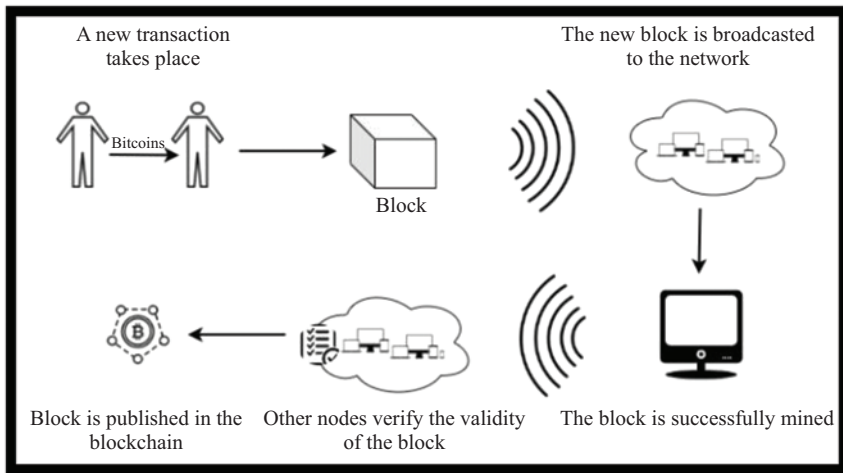 A new transaction
takes place
The new block is broadcasted
to the network
Bitcoins
Block
Block is published in the
blockchain
Other nodes verify the validity
of the block
The block is successfully mined